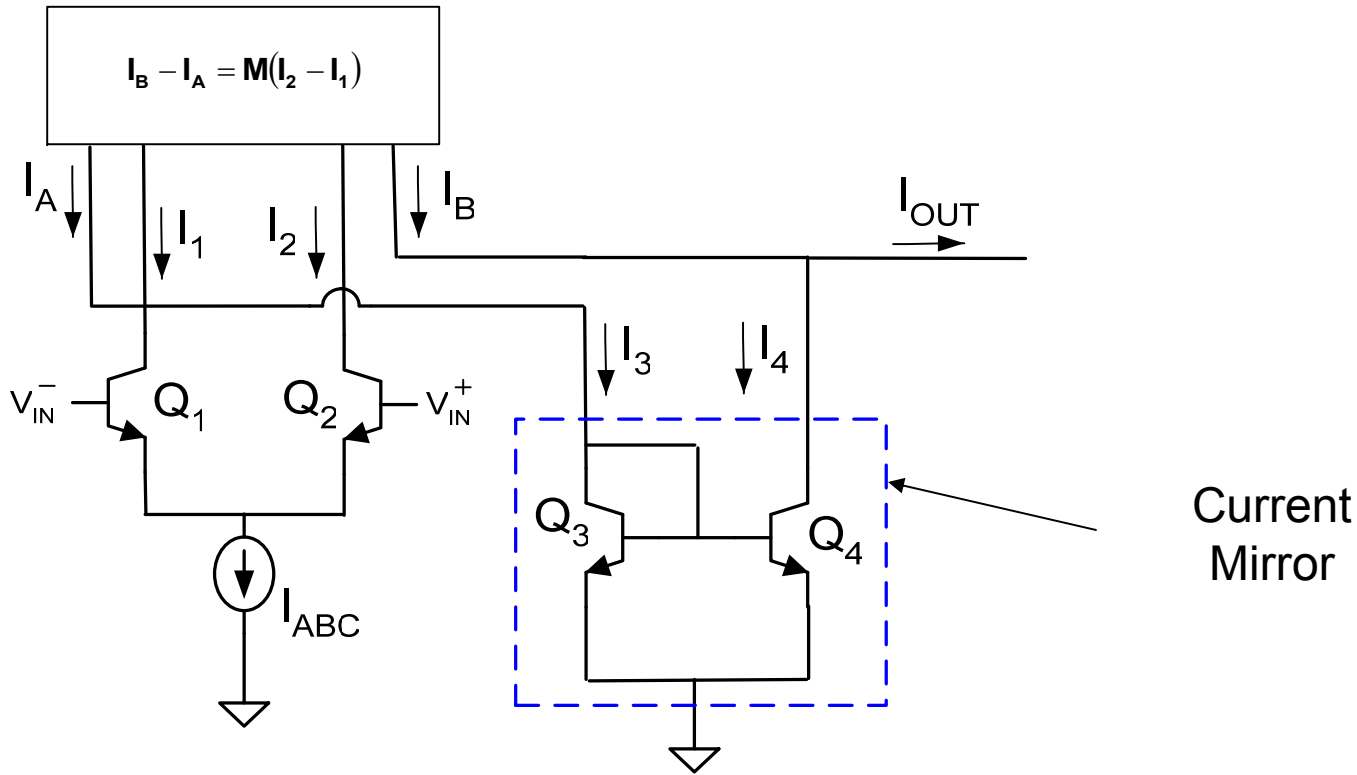 I_B − I_A = M(I_2 − I_1)
I_A
I_1
I_2
I_B
I_OUT
I_3
I_4
V_IN^−
Q_1
Q_2
V_IN^+
Q_3
Q_4
Current
Mirror
I_ABC